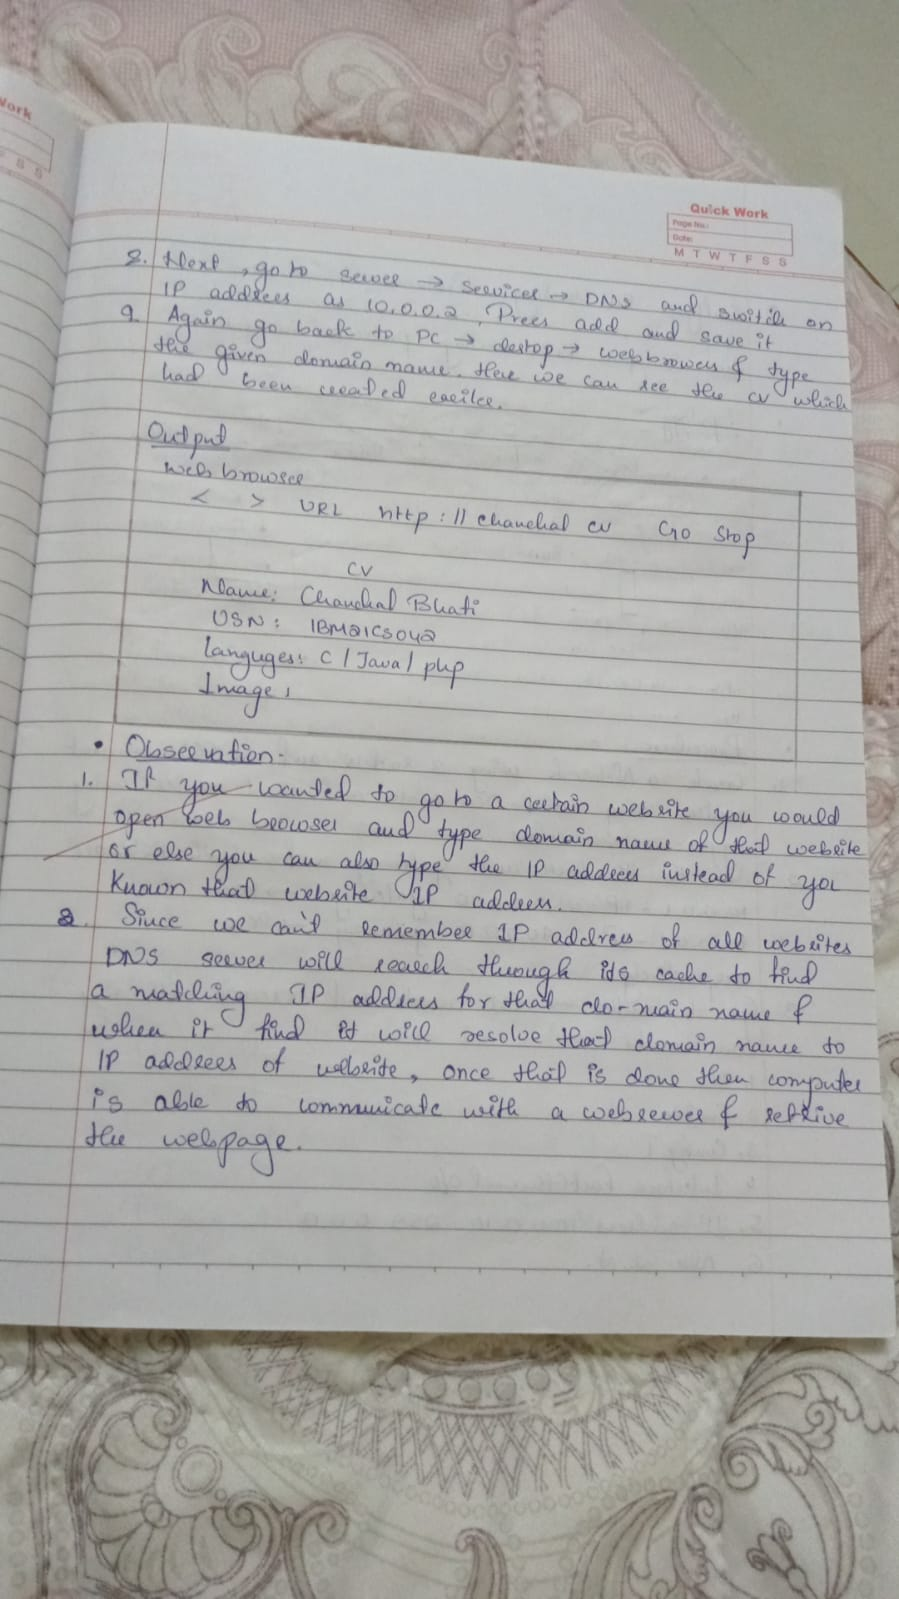 Work
S S
Quick Work
Page No.:
Date:
M T W T F S S
8. Next, go to server → services → DNS and switch on
IP address as 10.0.0.2, Press add and save it
9 Again go back to PC → destop → webbrower & type
the given domain name. Here we can see the cv which
had been created earlier.
Output
Web browser
< > URL http://chanchal cv Go Stop
CV
Name: Chanchal Bhati
USN: 1BM21CS042
Languges: C/Java/php
Image:
• Observation -
1. If you wanted to go to a certain website you would
open web browser and type domain name of that website
or else you can also type the IP address instead of you
Known that website IP address.
2. Since we can't remember IP address of all websites
DNS server will search through its cache to find
a matching IP address for that do-main name &
when it find it will resolve that domain name to
IP address of website, once that is done then computer
is able to communicate with a webserver & retrive
the webpage.